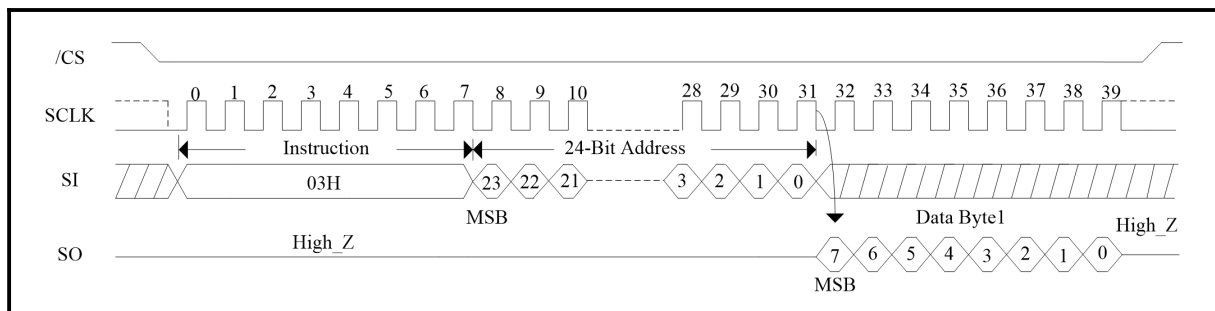 /CS
0 1 2 3 4 5 6 7 8 9 10 28 29 30 31 32 33 34 35 36 37 38 39
SCLK
Instruction 24-Bit Address
SI 03H 23 22 21 3 2 1 0
MSB Data Byte1
High_Z High_Z
SO 7 6 5 4 3 2 1 0
MSB